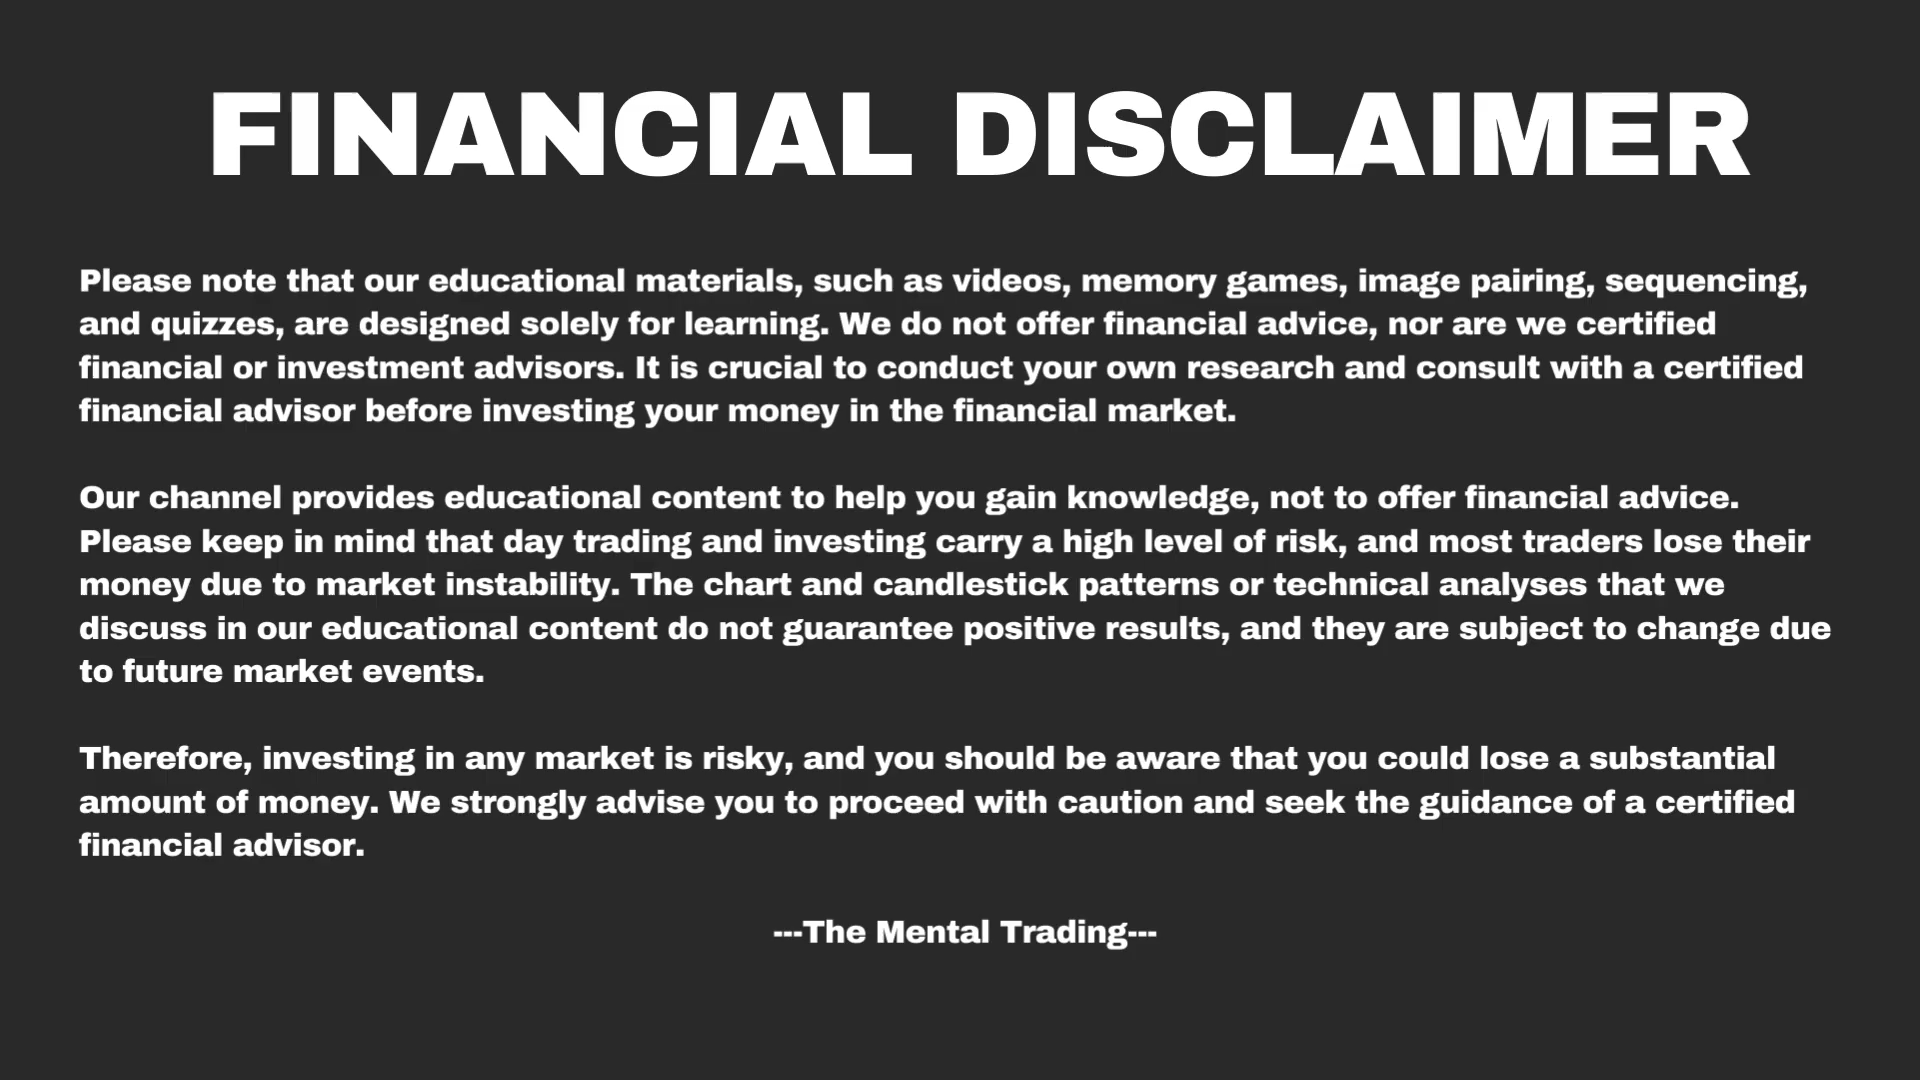 FINANCIAL DISCLAIMER
Please note that our educational materials, such as videos, memory games, image pairing, sequencing,
and quizzes, are designed solely for learning. We do not offer financial advice, nor are we certified
financial or investment advisors. It is crucial to conduct your own research and consult with a certified
financial advisor before investing your money in the financial market.
Our channel provides educational content to help you gain knowledge, not to offer financial advice.
Please keep in mind that day trading and investing carry a high level of risk, and most traders lose their
money due to market instability. The chart and candlestick patterns or technical analyses that we
discuss in our educational content do not guarantee positive results, and they are subject to change due
to future market events.
Therefore, investing in any market is risky, and you should be aware that you could lose a substantial
amount of money. We strongly advise you to proceed with caution and seek the guidance of a certified
financial advisor.
---The Mental Trading---